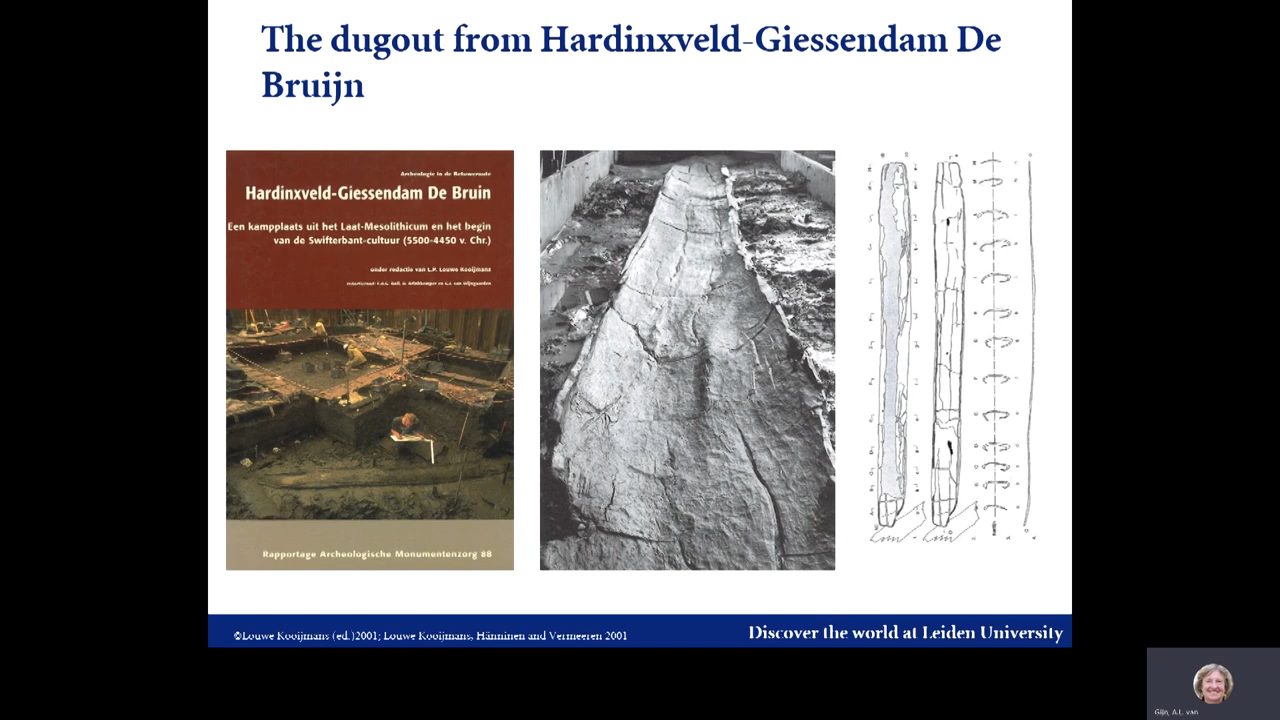 The dugout from Hardinxveld-Giessendam De
Bruijn
Archeologie in de Betuweroute
Hardinxveld-Giessendam De Bruin
Een kampplaats uit het Laat-Mesolithicum en het begin
van de Swifterbant-cultuur (5500-4450 v. Chr.)
onder redactie van L.P. Louwe Kooijmans
Rapportage Archeologische Monumentenzorg 88
©Louwe Kooijmans (ed.)2001; Louwe Kooijmans, Hänninen and Vermeeren 2001
Discover the world at Leiden University
Gijn, A.L. van